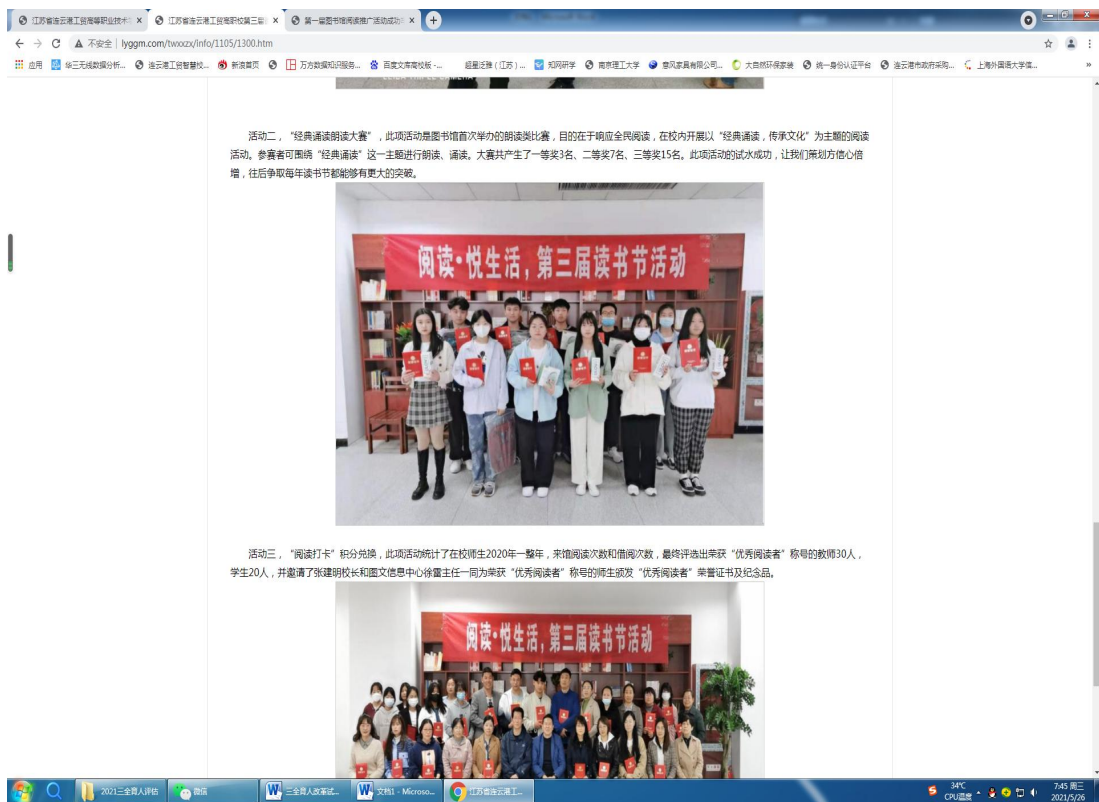 江苏省连云港工贸高等职业技术
江苏省连云港工贸高职校第三届
第一届图书馆阅读推广活动成功
不安全 | lyggm.com/twxxzx/info/1105/1300.htm
应用 华三无线数据分析... 连云港工贸智慧校... 新浪首页 万方数据知识服务... 百度文库高校版-... 超星泛雅（江苏）... 知网研学 南京理工大学 意风家具有限公司... 大自然环保家装 统一身份认证平台 连云港市政府采购... 上海外国语大学信... »
活动二，“经典诵读朗读大赛”，此项活动是图书馆首次举办的朗读类比赛，目的在于响应全民阅读，在校内开展以“经典诵读，传承文化”为主题的阅读
活动。参赛者可围绕“经典诵读”这一主题进行朗读、诵读。大赛共产生了一等奖3名、二等奖7名、三等奖15名。此项活动的试水成功，让我们策划方信心倍
增，往后争取每年读书节都能够有更大的突破。
阅读·悦生活，第三届读书节活动
活动三，“阅读打卡”积分兑换，此项活动统计了在校师生2020年一整年，来馆阅读次数和借阅次数，最终评选出荣获“优秀阅读者”称号的教师30人，
学生20人，并邀请了张建明校长和图文信息中心徐雷主任一同为荣获“优秀阅读者”称号的师生颁发“优秀阅读者”荣誉证书及纪念品。
阅读·悦生活，第三届读书节活动
2021三全育人评估 微信 三全育人改革试... 文档1 - Microso... 江苏省连云港工...
34℃
CPU温度
7:45 周三
2021/5/26